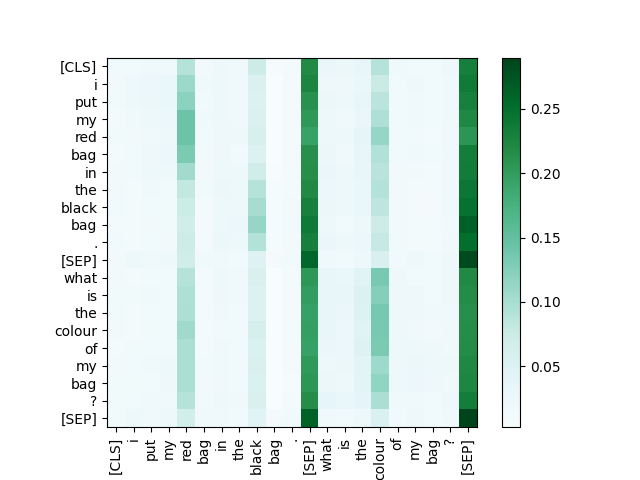 [CLS]
i
put
my
red
bag
in
the
black
bag
.
[SEP]
what
is
the
colour
of
my
bag
?
[SEP]
[CLS]
i
put
my
red
bag
in
the
black
bag
.
[SEP]
what
is
the
colour
of
my
bag
?
[SEP]
0.25
0.20
0.15
0.10
0.05